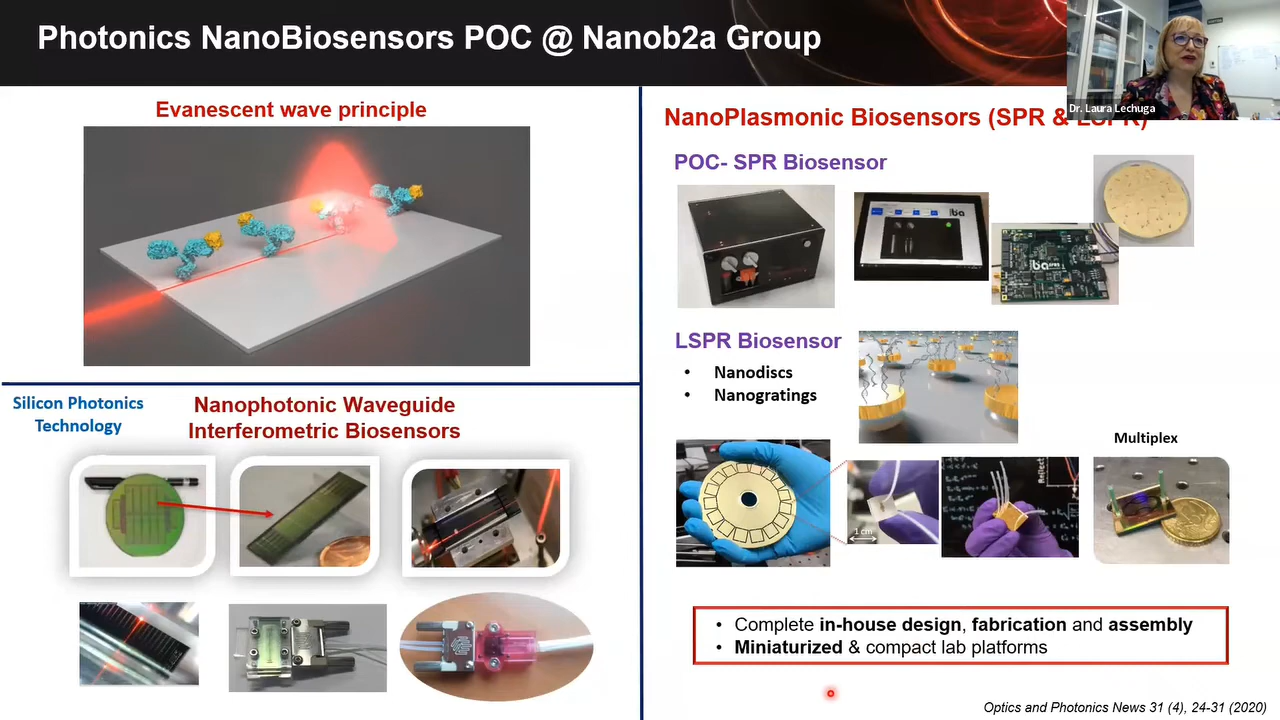 Photonics NanoBiosensors POC @ Nanob2a Group
Dr. Laura Lechuga
Evanescent wave principle
Silicon Photonics
Technology
Nanophotonic Waveguide
Interferometric Biosensors
NanoPlasmonic Biosensors (SPR & LSPR)
POC- SPR Biosensor
LSPR Biosensor
• Nanodiscs
• Nanogratings
1 cm
Multiplex
• Complete in-house design, fabrication and assembly
• Miniaturized & compact lab platforms
Optics and Photonics News 31 (4), 24-31 (2020)